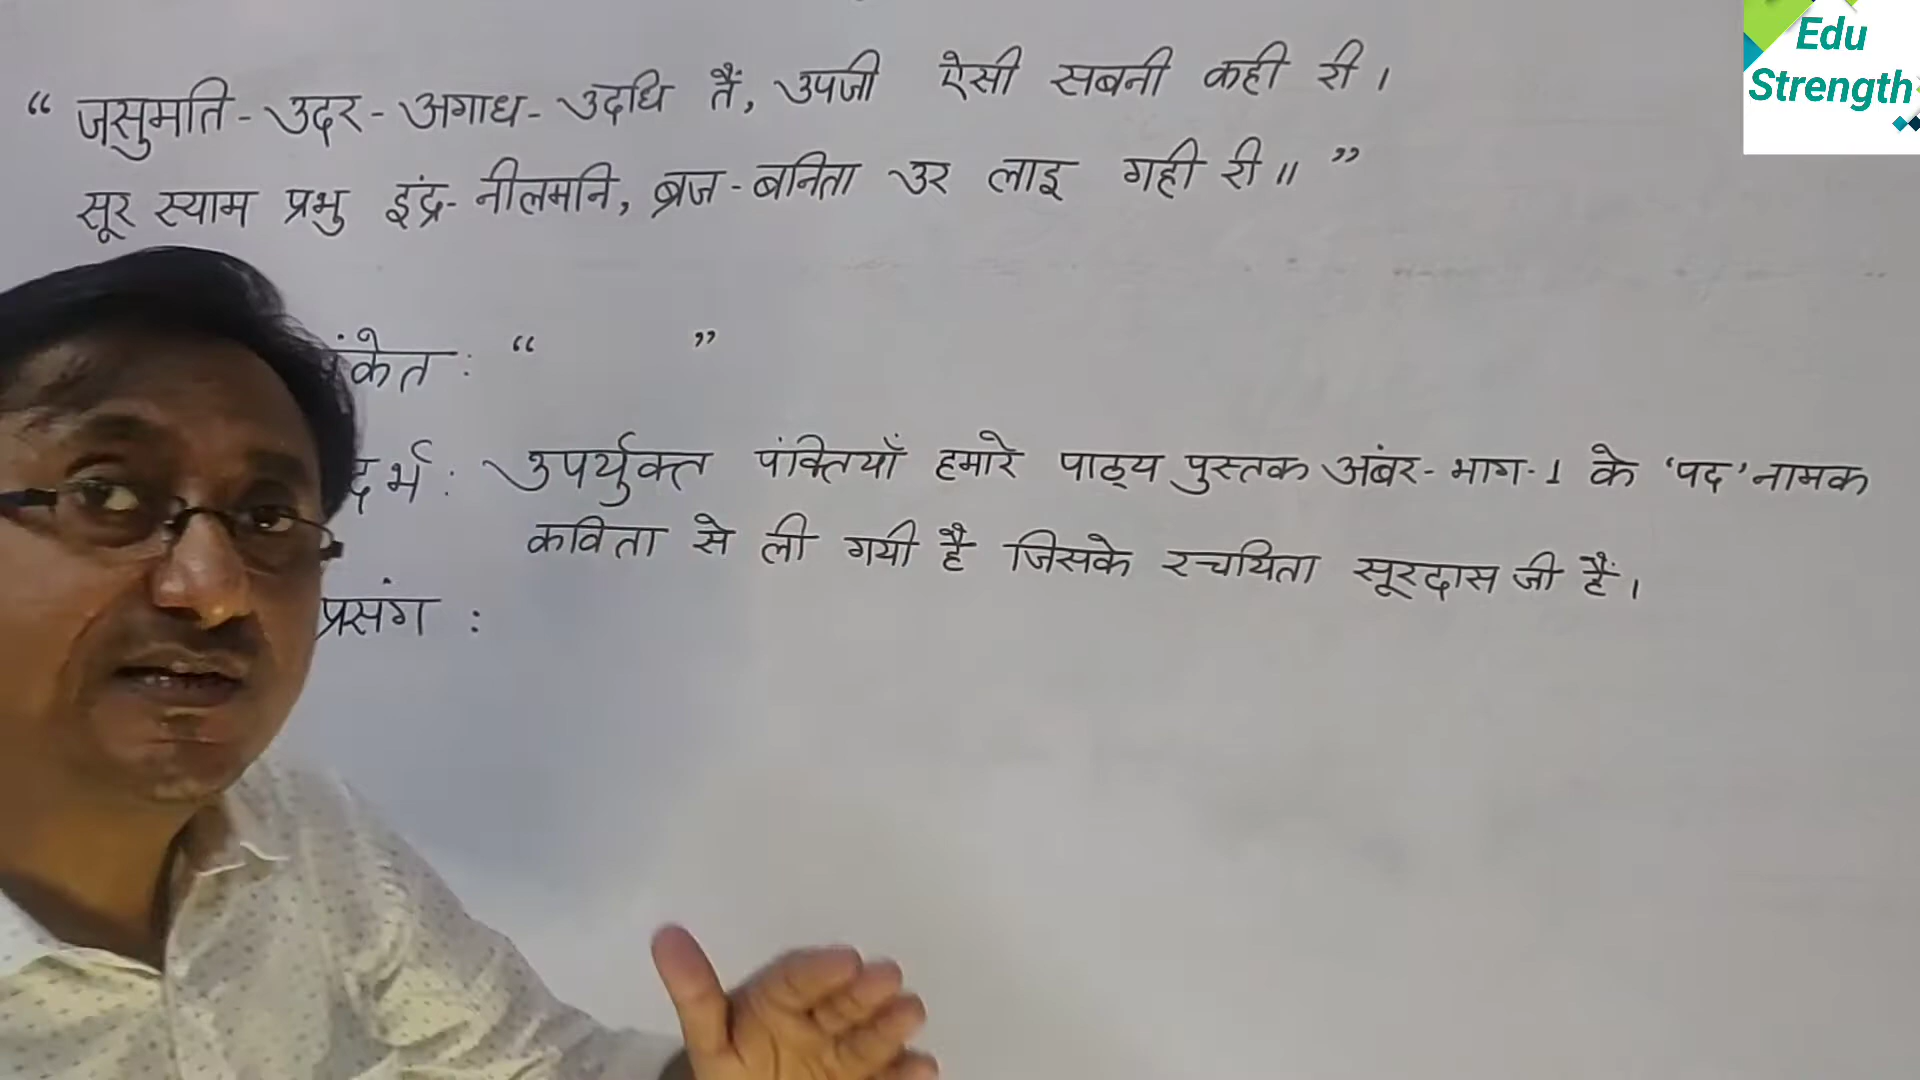 Edu
Strength
“ जसुमति - उदर - अगाध - उदधि तैं, उपजी ऐसी सबनी कही री ।
सूर स्याम प्रभु इंद्र - नीलमनि, ब्रज - बनिता उर लाइ गही री ॥ ”
ंकेत : “ ”
दर्भ : उपर्युक्त पंक्तियाँ हमारे पाठ्य पुस्तक अंबर - भाग - 1 के ‘पद’ नामक
कविता से ली गयी है जिसके रचयिता सूरदास जी हैं ।
प्रसंग :